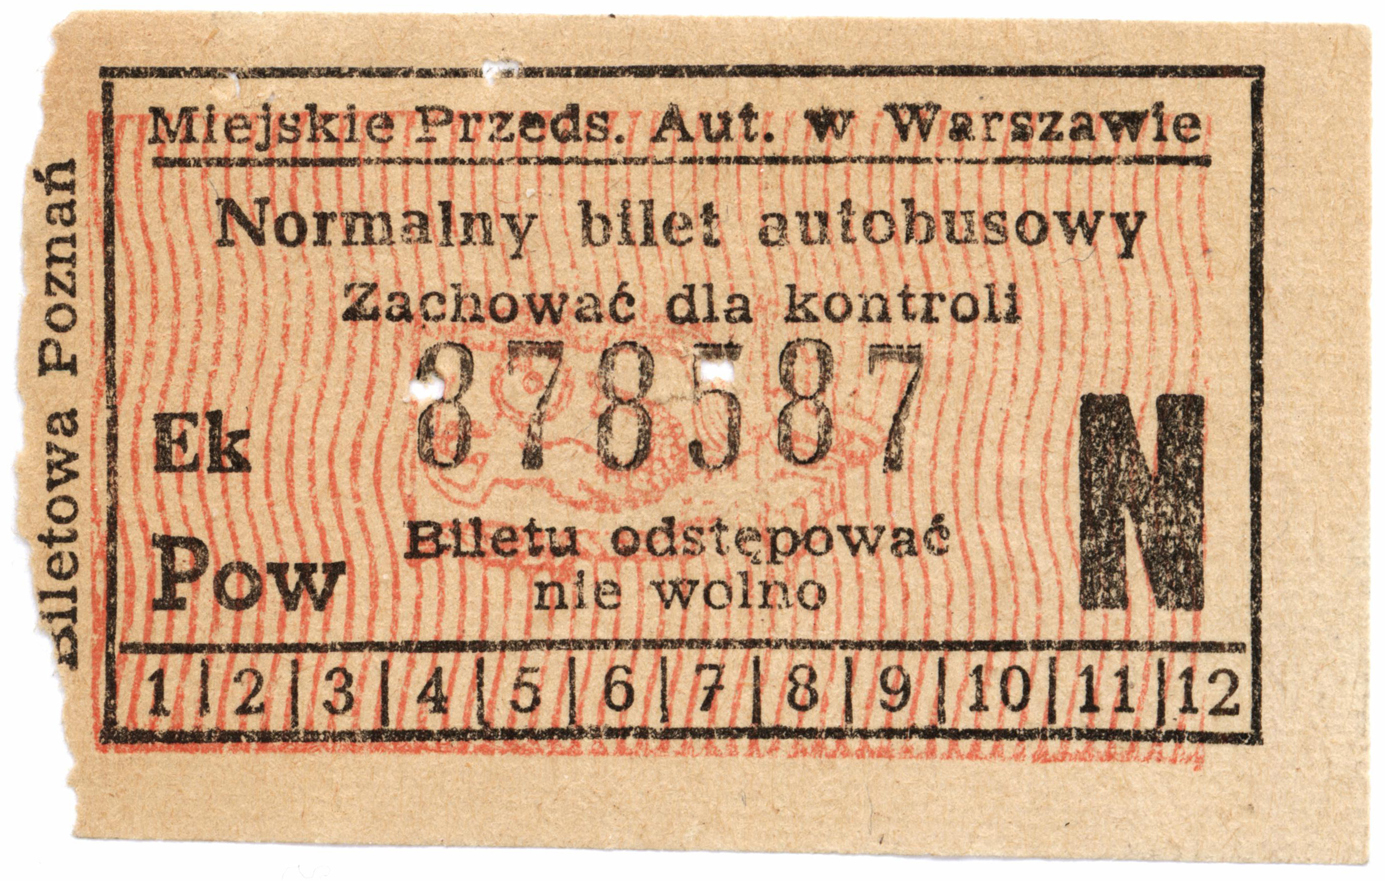 Miejskie Przeds. Aut. w Warszawie
Normalny bilet autobusowy
Zachować dla kontroli
878587
Ek
Pow
Biletu odstępować
nie wolno
N
1 | 2 | 3 | 4 | 5 | 6 | 7 | 8 | 9 | 10 | 11 | 12
Biletowa Poznań